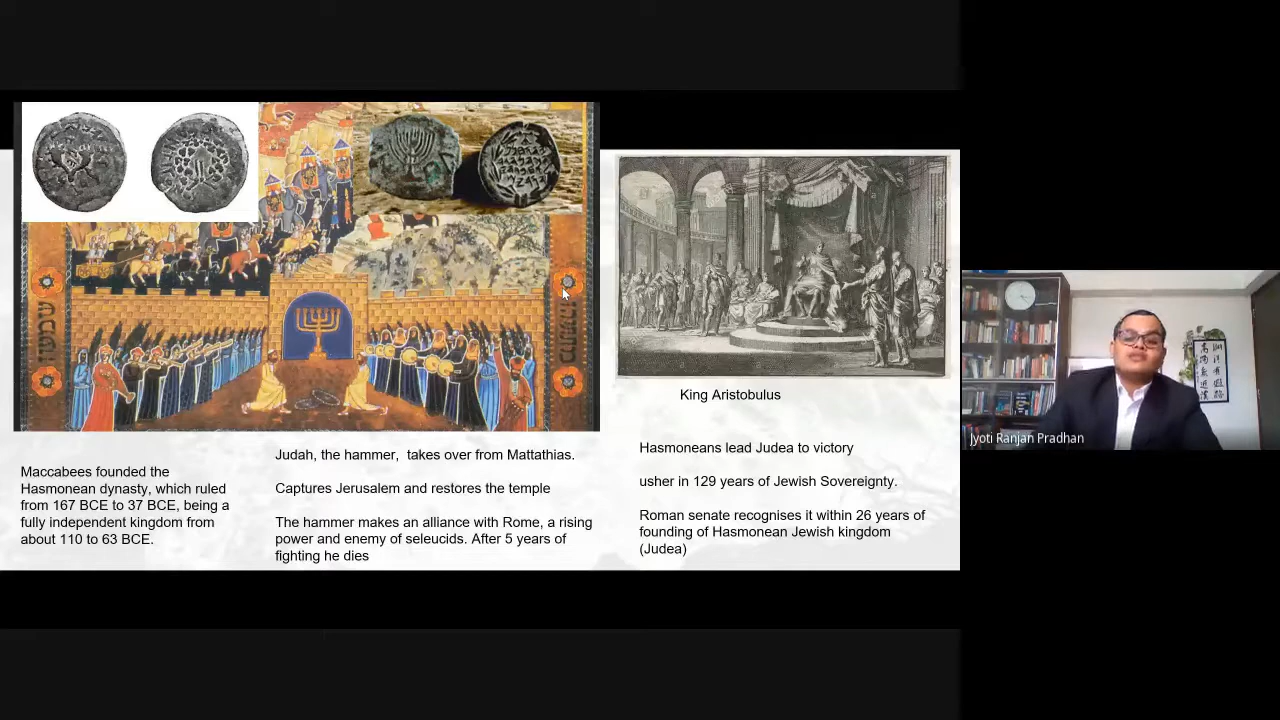 King Aristobulus
Maccabees founded the
Hasmonean dynasty, which ruled
from 167 BCE to 37 BCE, being a
fully independent kingdom from
about 110 to 63 BCE.
Judah, the hammer,  takes over from Mattathias.
Captures Jerusalem and restores the temple
The hammer makes an alliance with Rome, a rising
power and enemy of seleucids. After 5 years of
fighting he dies
Hasmoneans lead Judea to victory
usher in 129 years of Jewish Sovereignty.
Roman senate recognises it within 26 years of
founding of Hasmonean Jewish kingdom
(Judea)
Jyoti Ranjan Pradhan